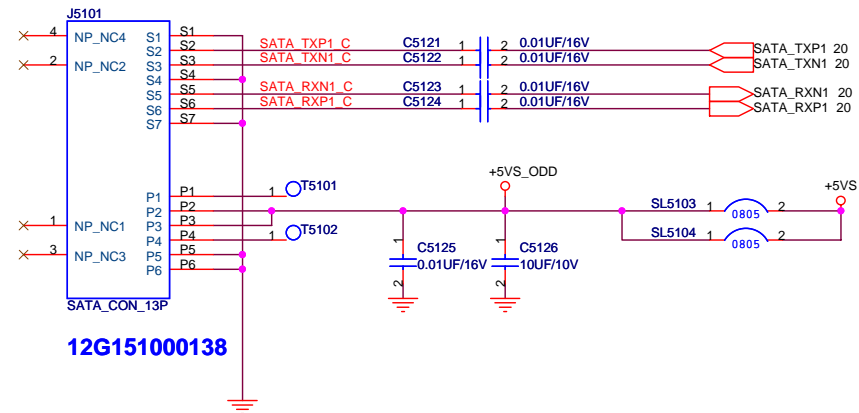 J5101
4 NP_NC4 S1 S1
S2 S2 SATA_TXP1_C C5121 1 2 0.01UF/16V SATA_TXP1 20
2 NP_NC2 S3 S3 SATA_TXN1_C C5122 1 2 0.01UF/16V SATA_TXN1 20
S4 S4
S5 S5 SATA_RXN1_C C5123 1 2 0.01UF/16V SATA_RXN1 20
S6 S6 SATA_RXP1_C C5124 1 2 0.01UF/16V SATA_RXP1 20
S7 S7
+5VS_ODD
+5VS
P1 P1 1 T5101
P2 P2 SL5103 1 0805 2
1 NP_NC1 P3 P3
P4 P4 1 T5102 SL5104 1 0805 2
3 NP_NC3 P5 P5 1 C5125 1 C5126
P6 P6 2 0.01UF/16V 2 10UF/10V
SATA_CON_13P
12G151000138